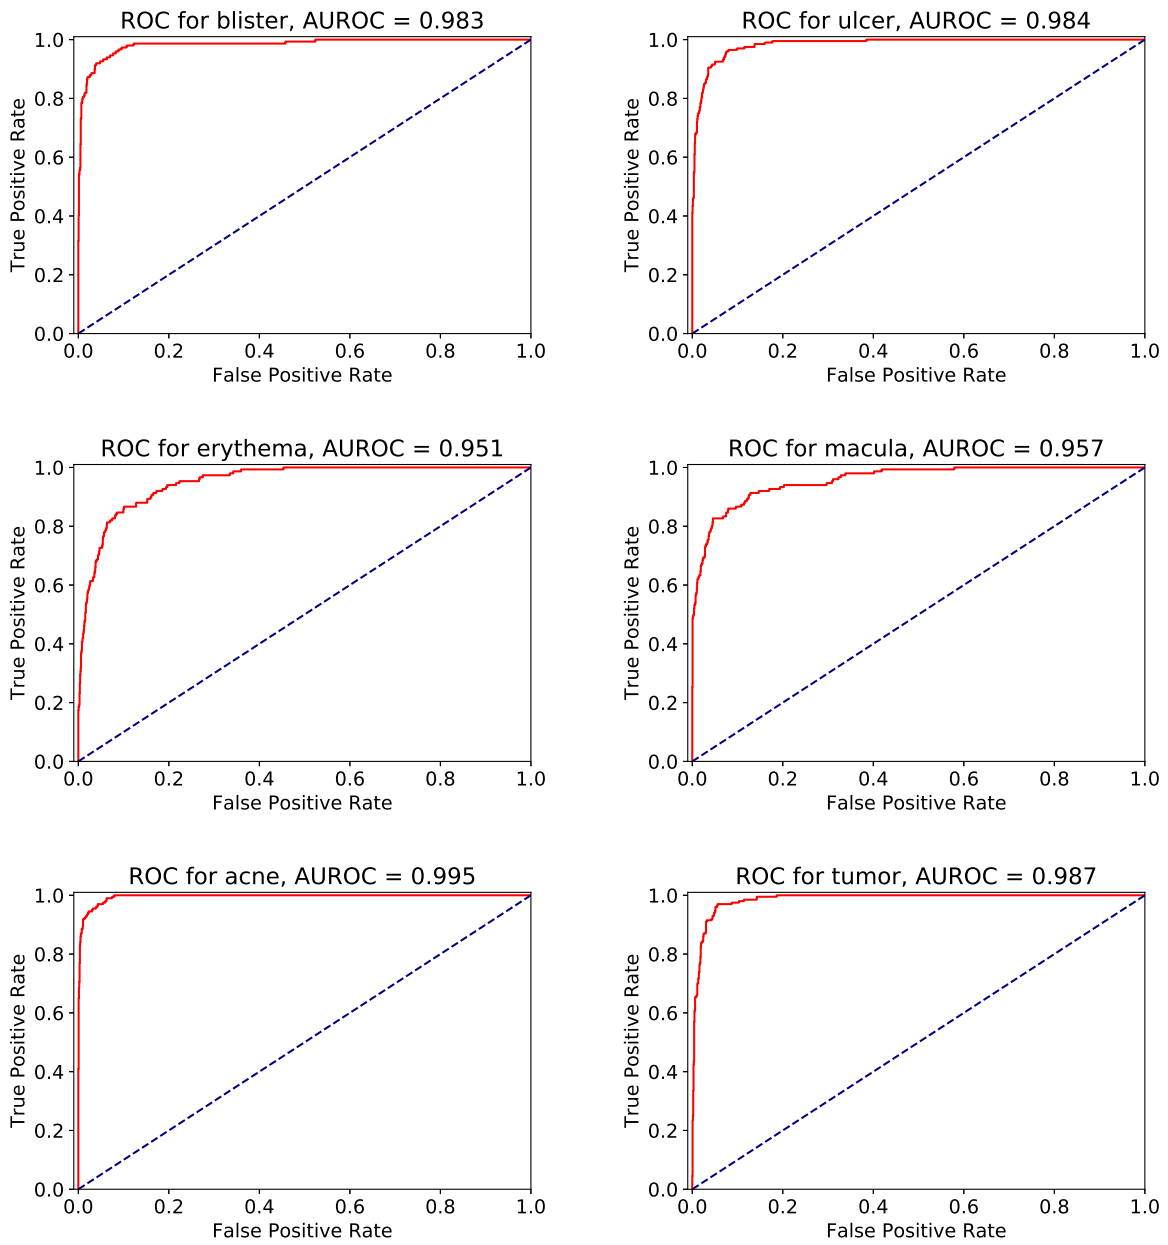 ROC for blister, AUROC = 0.983
1.0
0.8
0.6
0.4
0.2
0.0
True Positive Rate
0.0 0.2 0.4 0.6 0.8 1.0
False Positive Rate
ROC for ulcer, AUROC = 0.984
1.0
0.8
0.6
0.4
0.2
0.0
True Positive Rate
0.0 0.2 0.4 0.6 0.8 1.0
False Positive Rate
ROC for erythema, AUROC = 0.951
1.0
0.8
0.6
0.4
0.2
0.0
True Positive Rate
0.0 0.2 0.4 0.6 0.8 1.0
False Positive Rate
ROC for macula, AUROC = 0.957
1.0
0.8
0.6
0.4
0.2
0.0
True Positive Rate
0.0 0.2 0.4 0.6 0.8 1.0
False Positive Rate
ROC for acne, AUROC = 0.995
1.0
0.8
0.6
0.4
0.2
0.0
True Positive Rate
0.0 0.2 0.4 0.6 0.8 1.0
False Positive Rate
ROC for tumor, AUROC = 0.987
1.0
0.8
0.6
0.4
0.2
0.0
True Positive Rate
0.0 0.2 0.4 0.6 0.8 1.0
False Positive Rate